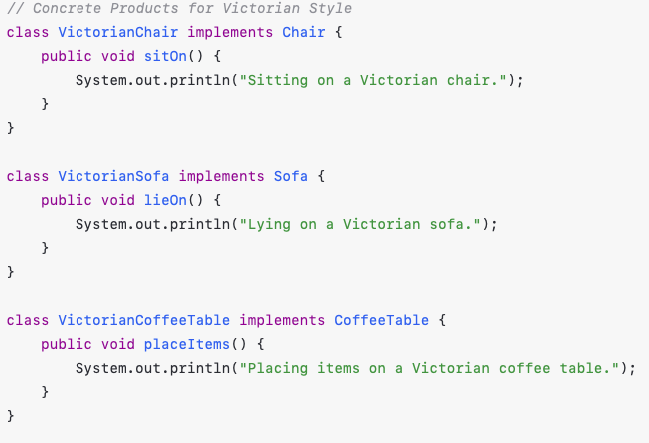 // Concrete Products for Victorian Style
class VictorianChair implements Chair {
    public void sitOn() {
        System.out.println("Sitting on a Victorian chair.");
    }
}

class VictorianSofa implements Sofa {
    public void lieOn() {
        System.out.println("Lying on a Victorian sofa.");
    }
}

class VictorianCoffeeTable implements CoffeeTable {
    public void placeItems() {
        System.out.println("Placing items on a Victorian coffee table.");
    }
}